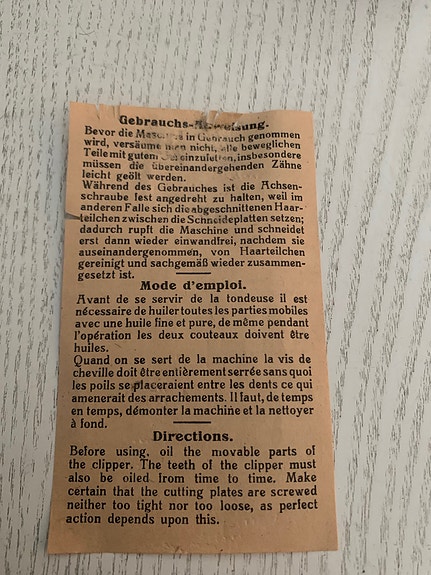 Gebrauchs-Anweisung.
Bevor die Maschine in Gebrauch genommen
wird, versäume man nicht, alle beweglichen
Teile mit gutem einzufetten, insbesondere
müssen die übereinandergehenden Zähne
leicht geölt werden.
Während des Gebrauches ist die Achsen-
schraube fest angedreht zu halten, weil im
anderen Falle sich die abgeschnittenen Haar-
teilchen zwischen die Schneideplatten setzen;
dadurch rupft die Maschine und schneidet
erst dann wieder einwandfrei, nachdem sie
auseinandergenommen, von Haarteilchen
gereinigt und sachgemäß wieder zusammen-
gesetzt ist.
Mode d'emploi.
Avant de se servir de la tondeuse il est
nécessaire de huiler toutes les parties mobiles
avec une huile fine et pure, de même pendant
l'opération les deux couteaux doivent être
huiles.
Quand on se sert de la machine la vis de
cheville doit être entièrement serrée sans quoi
les poils se placeraient entre les dents ce qui
amenerait des arrachements. Il faut, de temps
en temps, démonter la machine et la nettoyer
à fond.
Directions.
Before using, oil the movable parts of
the clipper. The teeth of the clipper must
also be oiled from time to time. Make
certain that the cutting plates are screwed
neither too tight nor too loose, as perfect
action depends upon this.